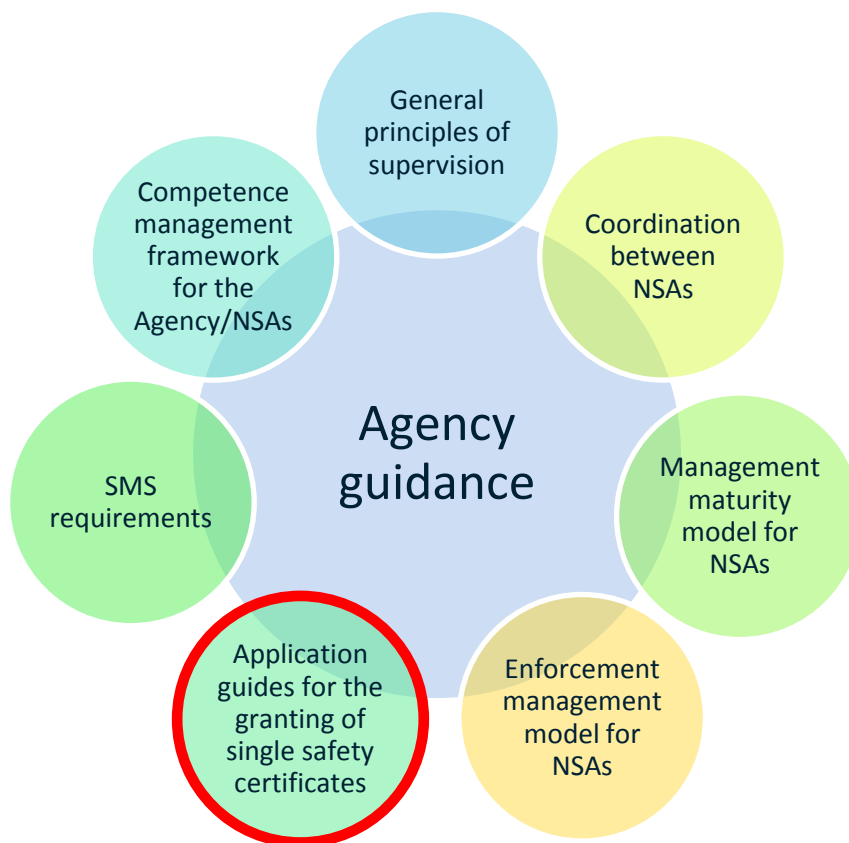 General
principles of
supervision
Coordination
between
NSAs
Management
maturity
model for
NSAs
Enforcement
management
model for
NSAs
Application
guides for the
granting of
single safety
certificates
SMS
requirements
Competence
management
framework
for the
Agency/NSAs
Agency
guidance